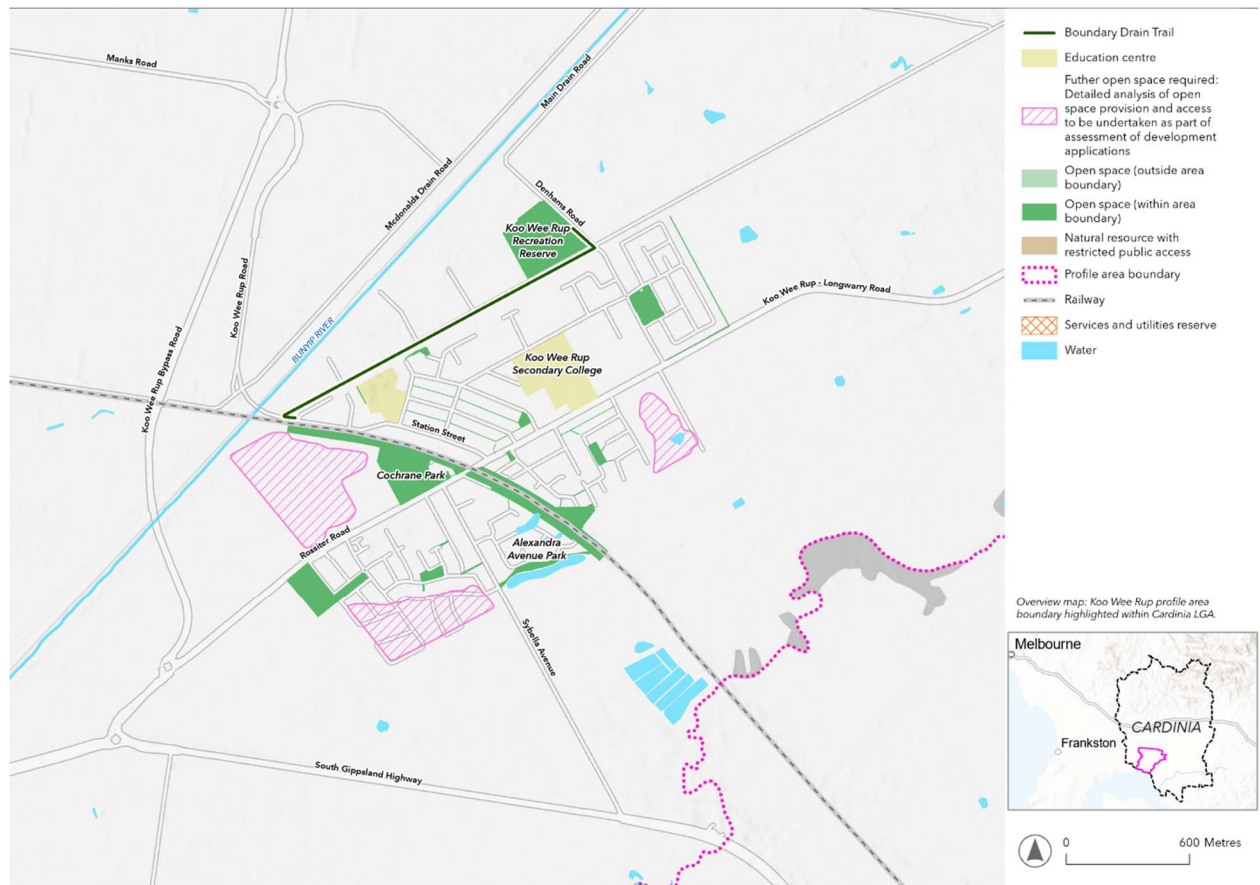 Manks Road
Main Drain Road
Mcdonalds Drain Road
Denhams Road
Koo Wee Rup
Recreation
Reserve
Koo Wee Rup Road
Koo Wee Rup - Longwarry Road
BUNYIP RIVER
Koo Wee Rup Bypass Road
Koo Wee Rup
Secondary College
Station Street
Cochrane Park
Rossiter Road
Alexandra
Avenue Park
Sybella Avenue
South Gippsland Highway
Boundary Drain Trail
Education centre
Futher open space required:
Detailed analysis of open
space provision and access
to be undertaken as part of
assessment of development
applications
Open space (outside area
boundary)
Open space (within area
boundary)
Natural resource with
restricted public access
Profile area boundary
Railway
Services and utilities reserve
Water
Overview map: Koo Wee Rup profile area
boundary highlighted within Cardinia LGA.
Melbourne
CARDINIA
Frankston
0 600 Metres